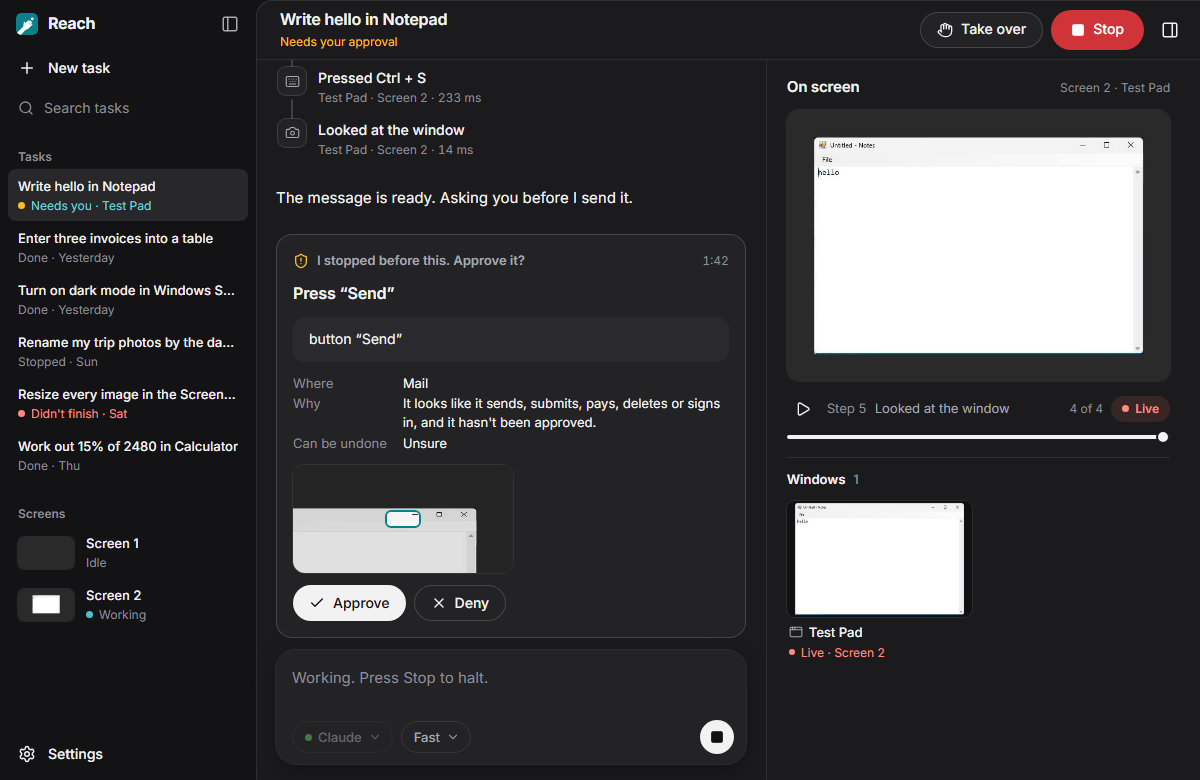 Reach
New task
Search tasks
Tasks
Write hello in Notepad
Needs you · Test Pad
Enter three invoices into a table
Done · Yesterday
Turn on dark mode in Windows S...
Done · Yesterday
Rename my trip photos by the da...
Stopped · Sun
Resize every image in the Screen...
Didn't finish · Sat
Work out 15% of 2480 in Calculator
Done · Thu
Screens
Screen 1
Idle
Screen 2
Working
Settings
Write hello in Notepad
Needs your approval
Take over
Stop
Pressed Ctrl + S
Test Pad · Screen 2 · 233 ms
Looked at the window
Test Pad · Screen 2 · 14 ms
The message is ready. Asking you before I send it.
I stopped before this. Approve it?
1:42
Press “Send”
button “Send”
Where Mail
Why It looks like it sends, submits, pays, deletes or signs
in, and it hasn't been approved.
Can be undone Unsure
Approve
Deny
Working. Press Stop to halt.
Claude
Fast
On screen
Screen 2 · Test Pad
Untitled - Notes
File
hello
Step 5 Looked at the window
4 of 4
Live
Windows 1
Untitled - Notes
File
hello
Test Pad
Live · Screen 2